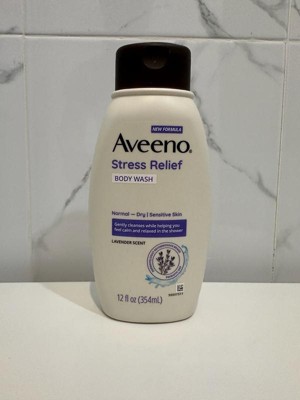 NEW FORMULA
Aveeno®
Stress Relief
BODY WASH
Normal — Dry | Sensitive Skin
Gently cleanses while helping you
feel calm and relaxed in the shower
LAVENDER SCENT
12 fl oz (354mL)